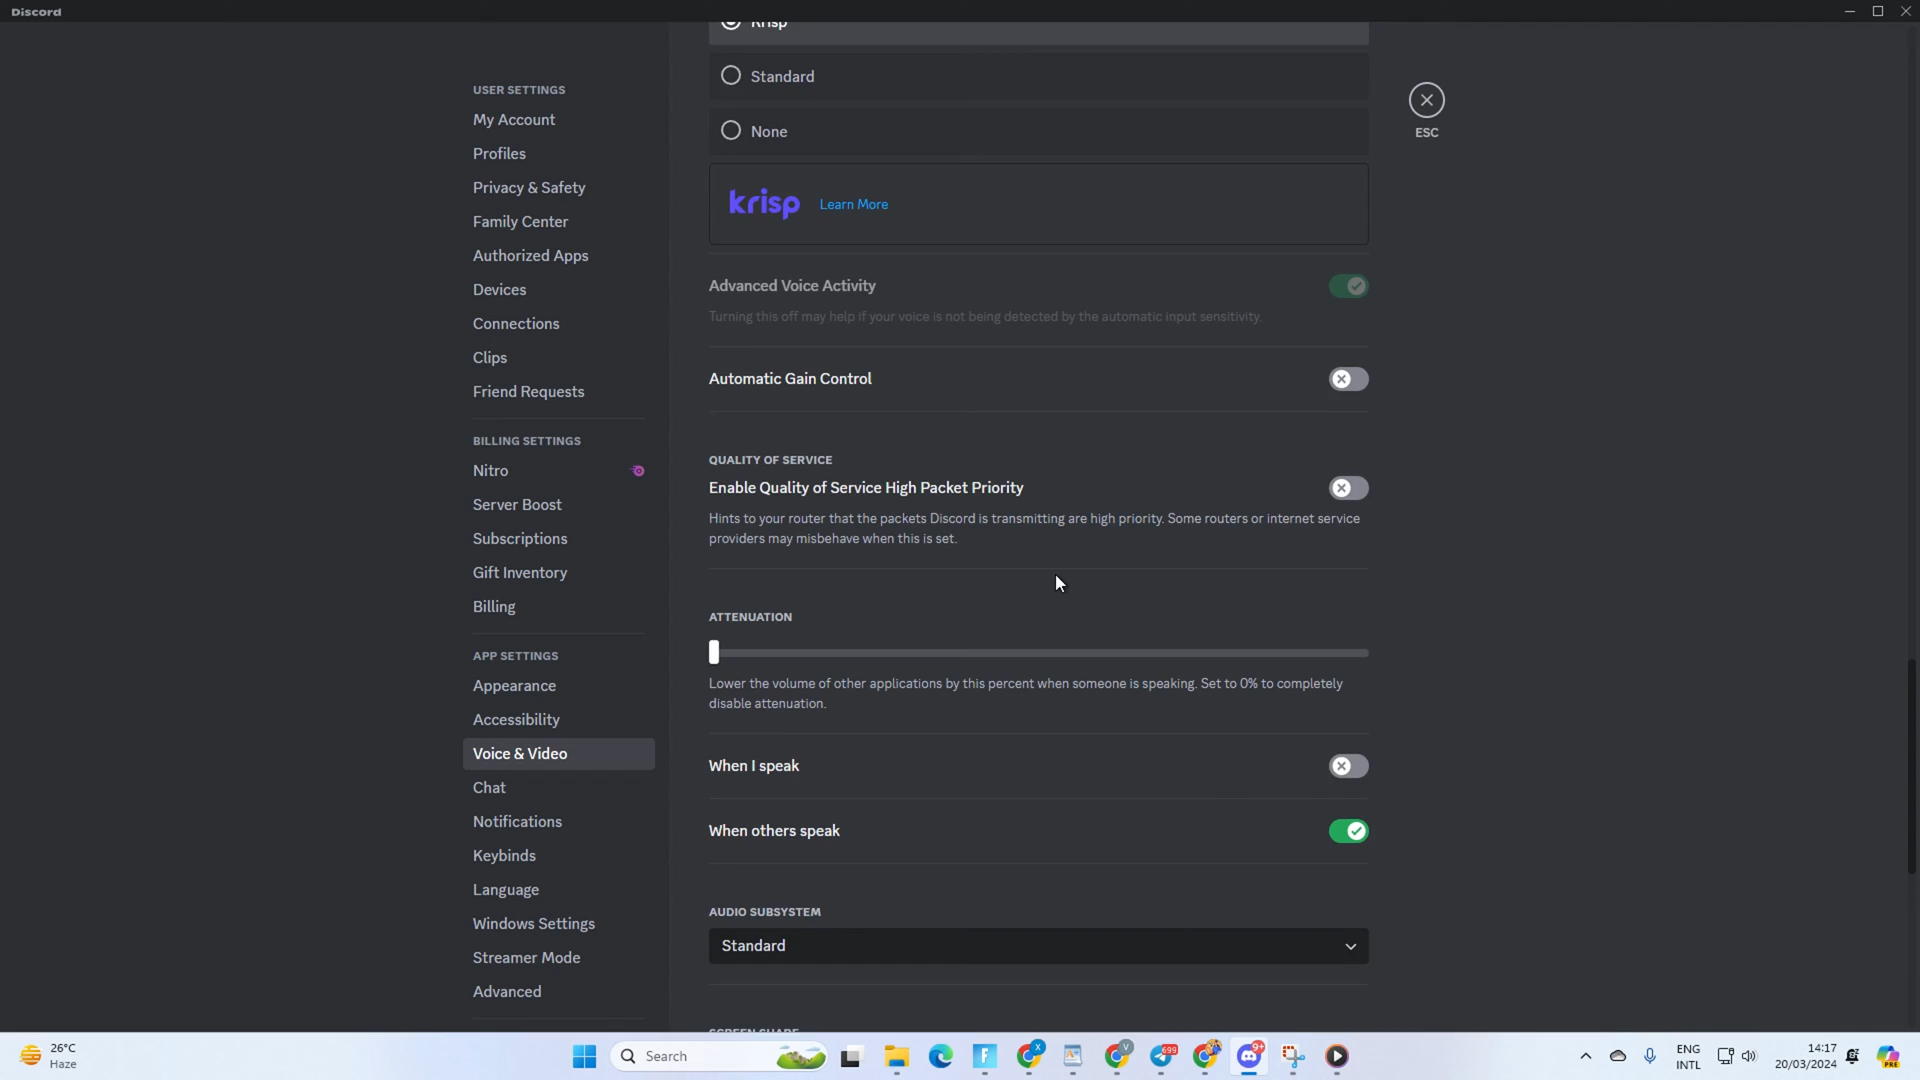 Discord
Krisp
Standard
None
krisp Learn More
ESC
USER SETTINGS
My Account
Profiles
Privacy & Safety
Family Center
Authorized Apps
Devices
Connections
Clips
Friend Requests
BILLING SETTINGS
Nitro
Server Boost
Subscriptions
Gift Inventory
Billing
APP SETTINGS
Appearance
Accessibility
Voice & Video
Chat
Notifications
Keybinds
Language
Windows Settings
Streamer Mode
Advanced
Advanced Voice Activity
Turning this off may help if your voice is not being detected by the automatic input sensitivity.
Automatic Gain Control
QUALITY OF SERVICE
Enable Quality of Service High Packet Priority
Hints to your router that the packets Discord is transmitting are high priority. Some routers or internet service
providers may misbehave when this is set.
ATTENUATION
Lower the volume of other applications by this percent when someone is speaking. Set to 0% to completely
disable attenuation.
When I speak
When others speak
AUDIO SUBSYSTEM
Standard
SCREEN SHARE
26°C
Haze
Search
X
V
699
9+
ENG
INTL
14:17
20/03/2024
PRE